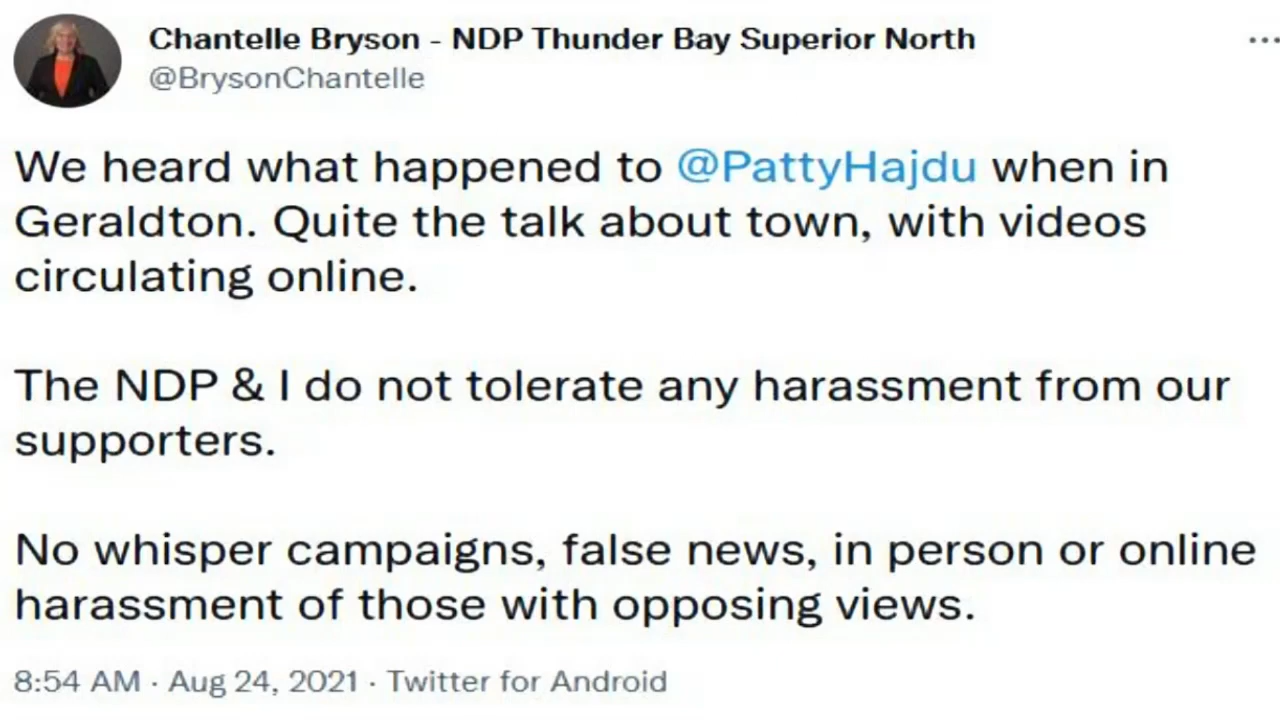 Chantelle Bryson - NDP Thunder Bay Superior North
@BrysonChantelle
We heard what happened to @PattyHajdu when in
Geraldton. Quite the talk about town, with videos
circulating online.
The NDP & I do not tolerate any harassment from our
supporters.
No whisper campaigns, false news, in person or online
harassment of those with opposing views.
8:54 AM · Aug 24, 2021 · Twitter for Android